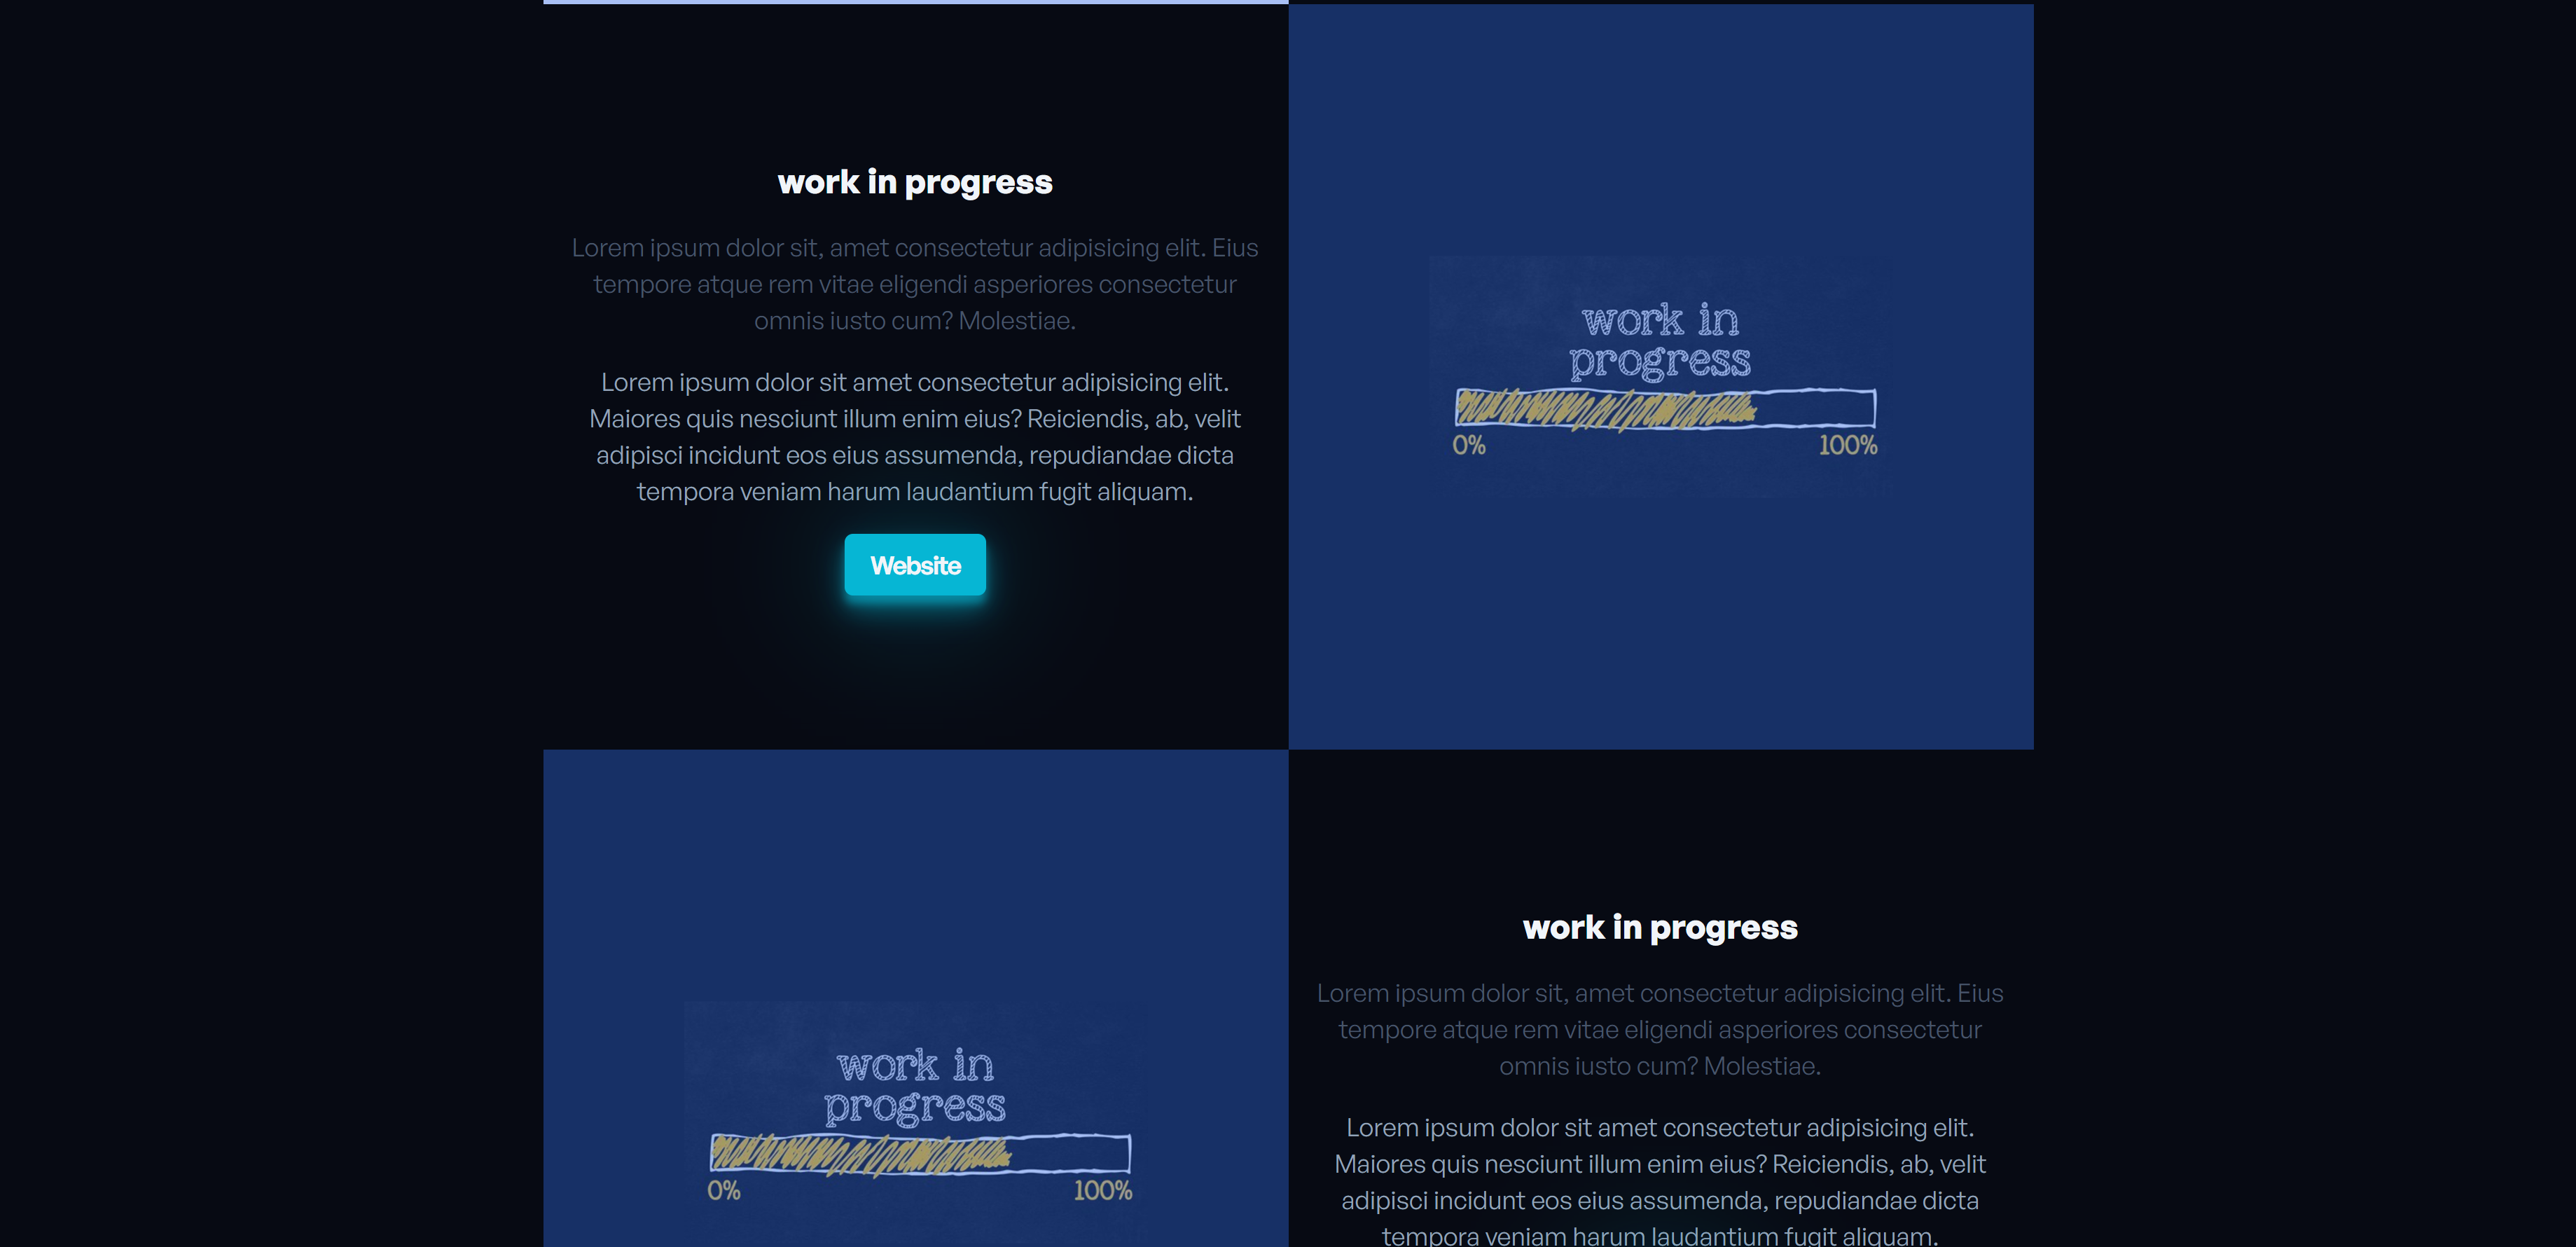 work in progress
Lorem ipsum dolor sit, amet consectetur adipisicing elit. Eius
tempore atque rem vitae eligendi asperiores consectetur
omnis iusto cum? Molestiae.
Lorem ipsum dolor sit amet consectetur adipisicing elit.
Maiores quis nesciunt illum enim eius? Reiciendis, ab, velit
adipisci incidunt eos eius assumenda, repudiandae dicta
tempora veniam harum laudantium fugit aliquam.
Website
work in
progress
0% 100%
work in
progress
0% 100%
work in progress
Lorem ipsum dolor sit, amet consectetur adipisicing elit. Eius
tempore atque rem vitae eligendi asperiores consectetur
omnis iusto cum? Molestiae.
Lorem ipsum dolor sit amet consectetur adipisicing elit.
Maiores quis nesciunt illum enim eius? Reiciendis, ab, velit
adipisci incidunt eos eius assumenda, repudiandae dicta
tempora veniam harum laudantium fugit aliquam.